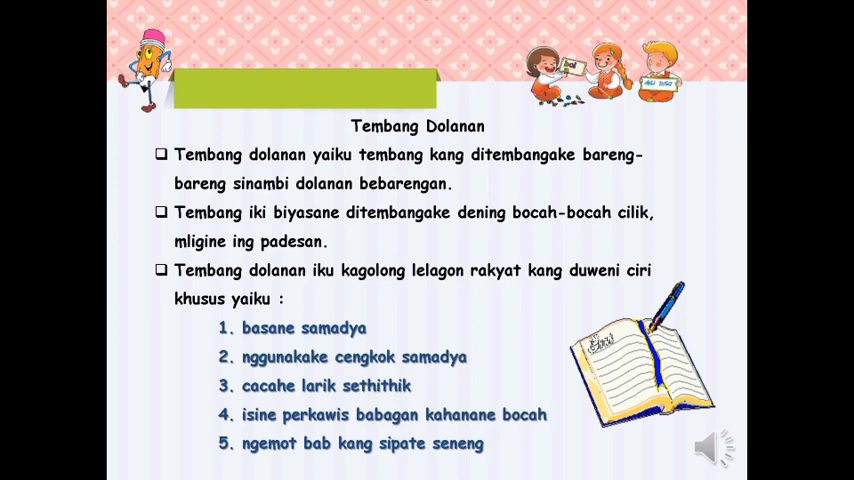 Tembang Dolanan
Tembang dolanan yaiku tembang kang ditembangake bareng-
bareng sinambi dolanan bebarengan.
Tembang iki biyasane ditembangake dening bocah-bocah cilik,
mligine ing padesan.
Tembang dolanan iku kagolong lelagon rakyat kang duweni ciri
khusus yaiku :
1. basane samadya
2. nggunakake cengkok samadya
3. cacahe larik sethithik
4. isine perkawis babagan kahanane bocah
5. ngemot bab kang sipate seneng